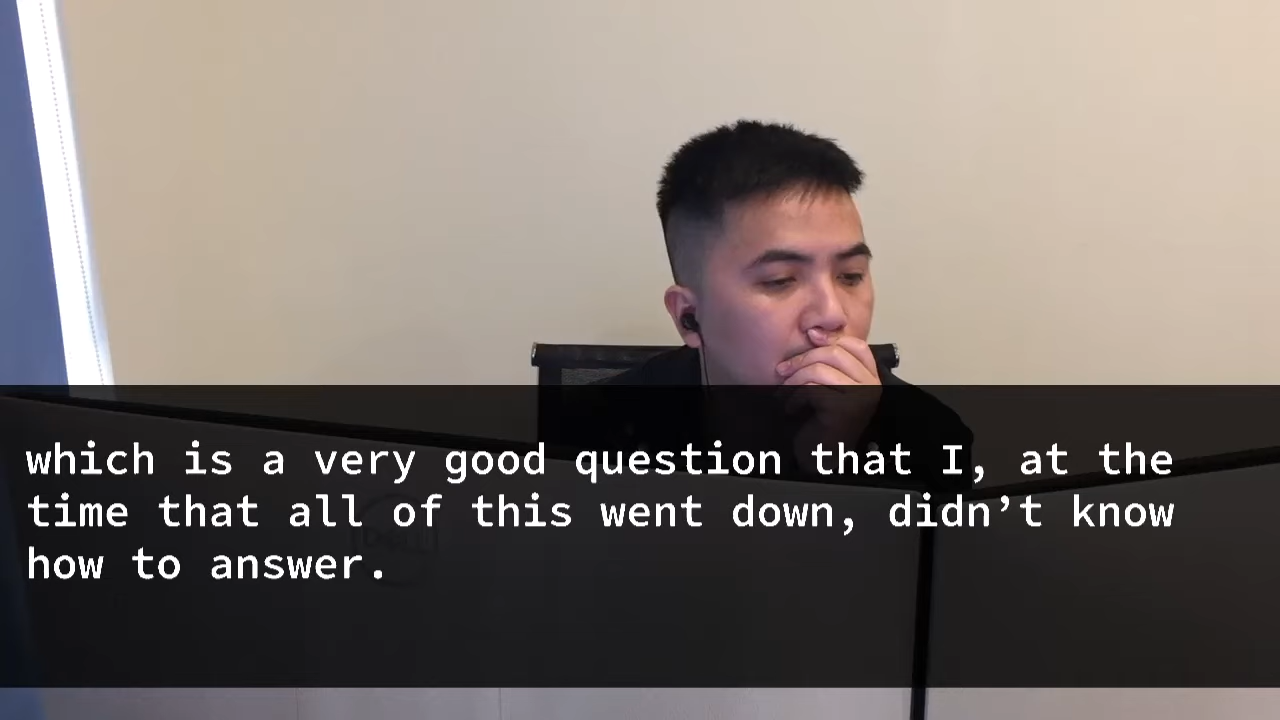 which is a very good question that I, at the
time that all of this went down, didn’t know
how to answer.